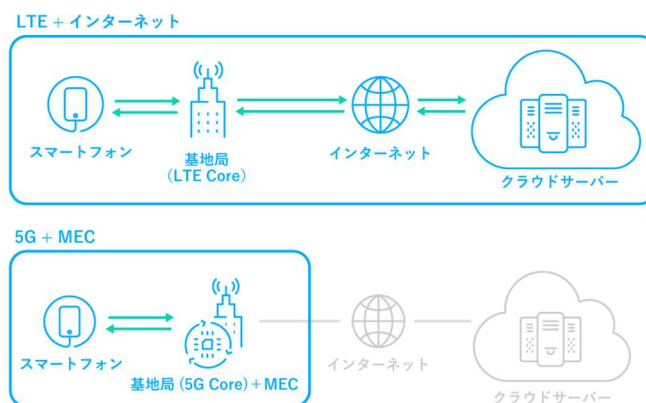 LTE + インターネット
スマートフォン
基地局
(LTE Core)
インターネット
クラウドサーバー
5G + MEC
スマートフォン
基地局 (5G Core) + MEC
インターネット
クラウドサーバー